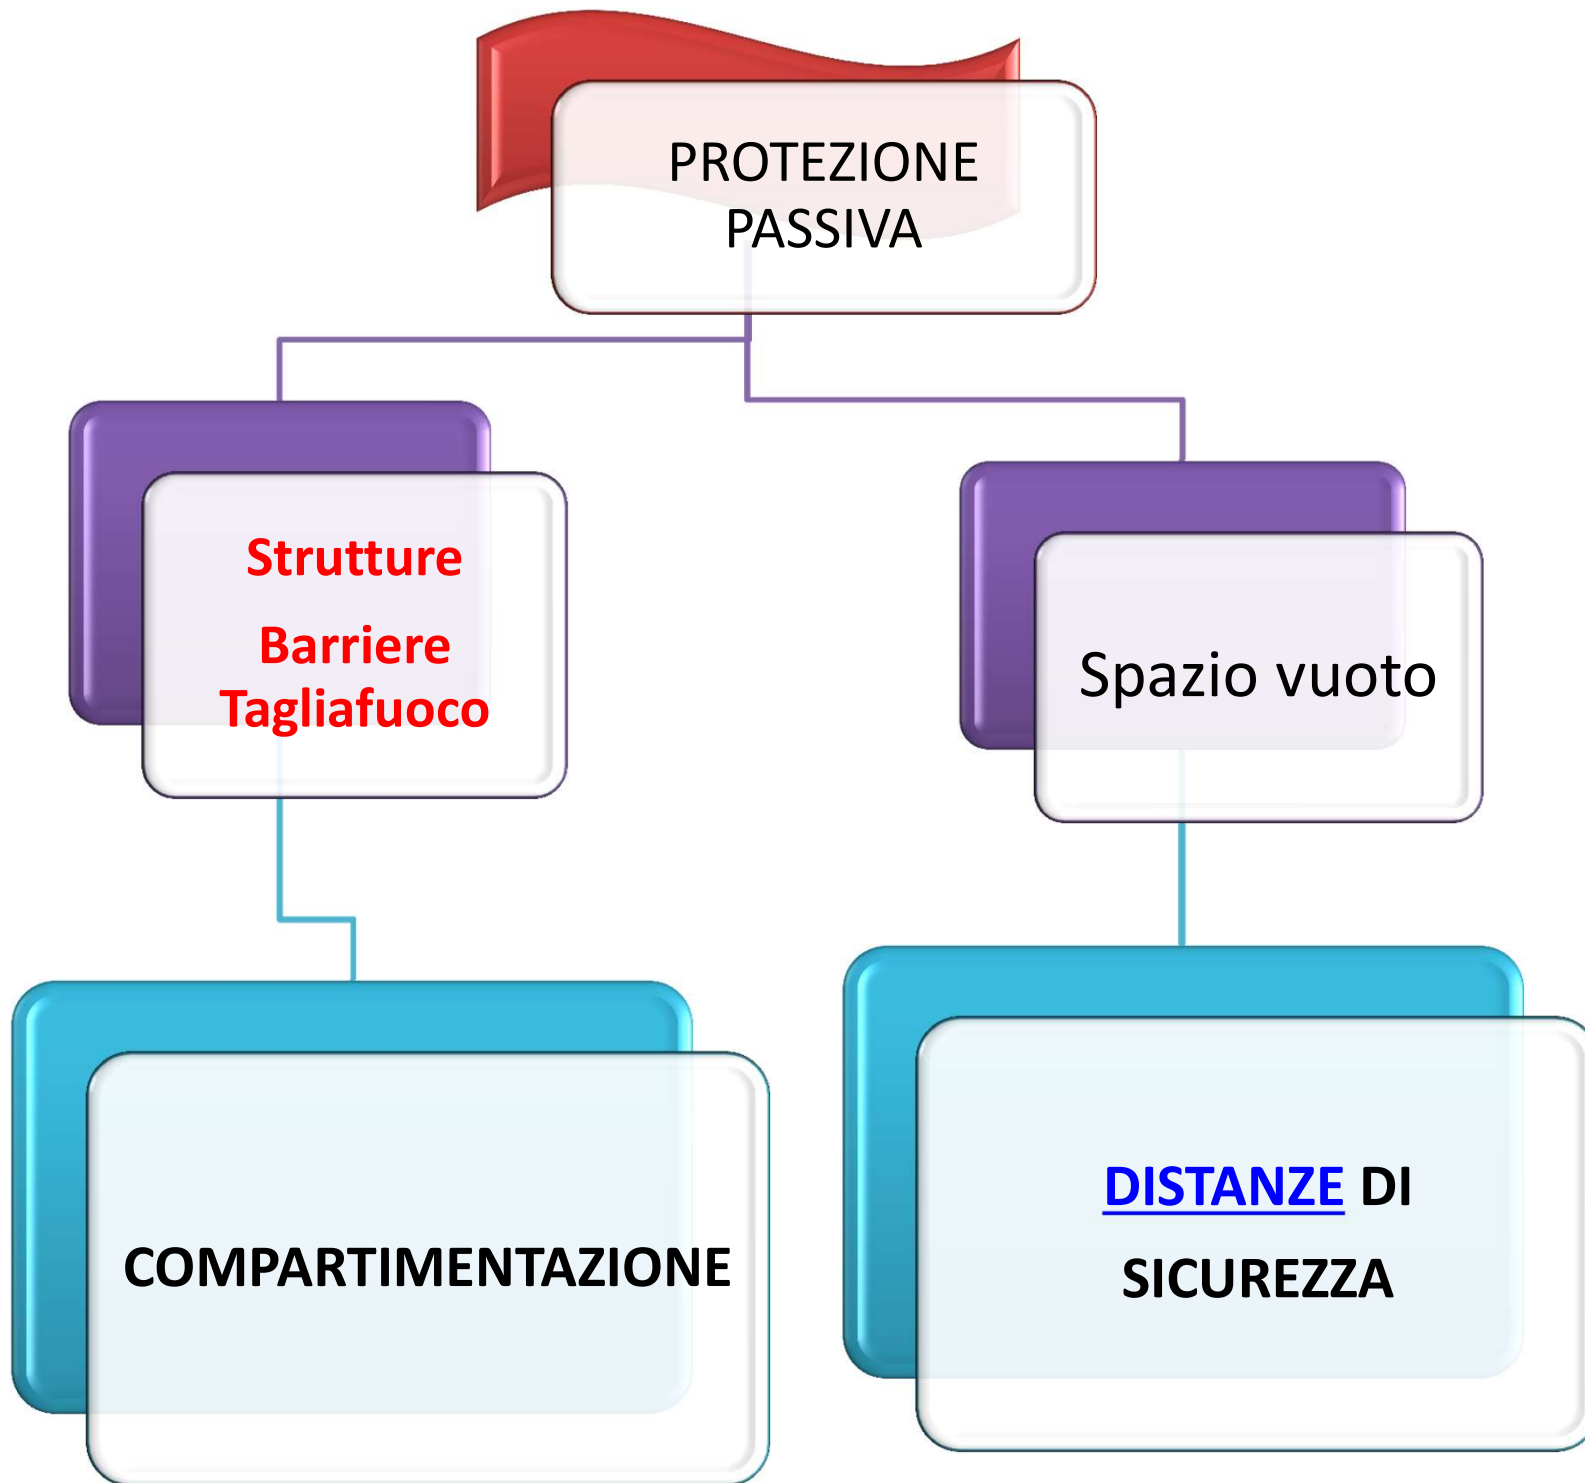 PROTEZIONE
PASSIVA
Strutture
Barriere
Tagliafuoco
Spazio vuoto
COMPARTIMENTAZIONE
DISTANZE DI
SICUREZZA